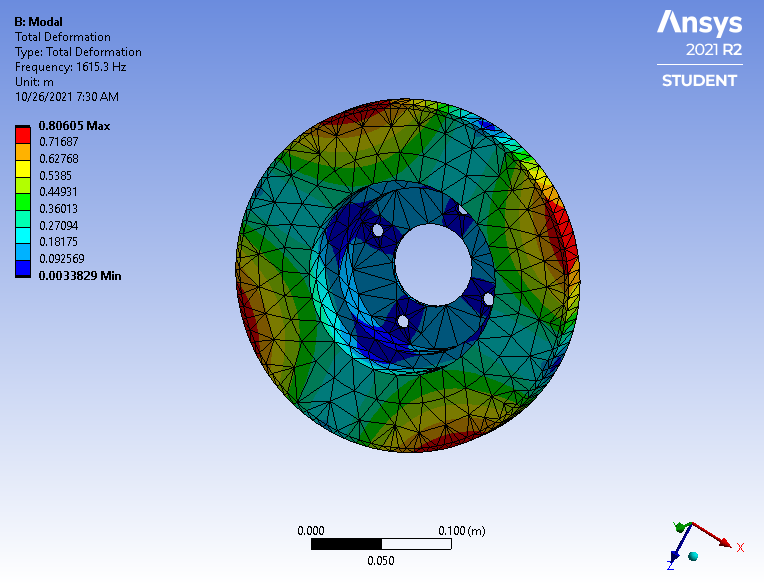 B: Modal
Total Deformation
Type: Total Deformation
Frequency: 1615.3 Hz
Unit: m
10/26/2021 7:30 AM
0.80605 Max
0.71687
0.62768
0.5385
0.44931
0.36013
0.27094
0.18175
0.092569
0.0033829 Min
Ansys
2021 R2
STUDENT
0.000 0.100 (m)
0.050
Y
X
Z